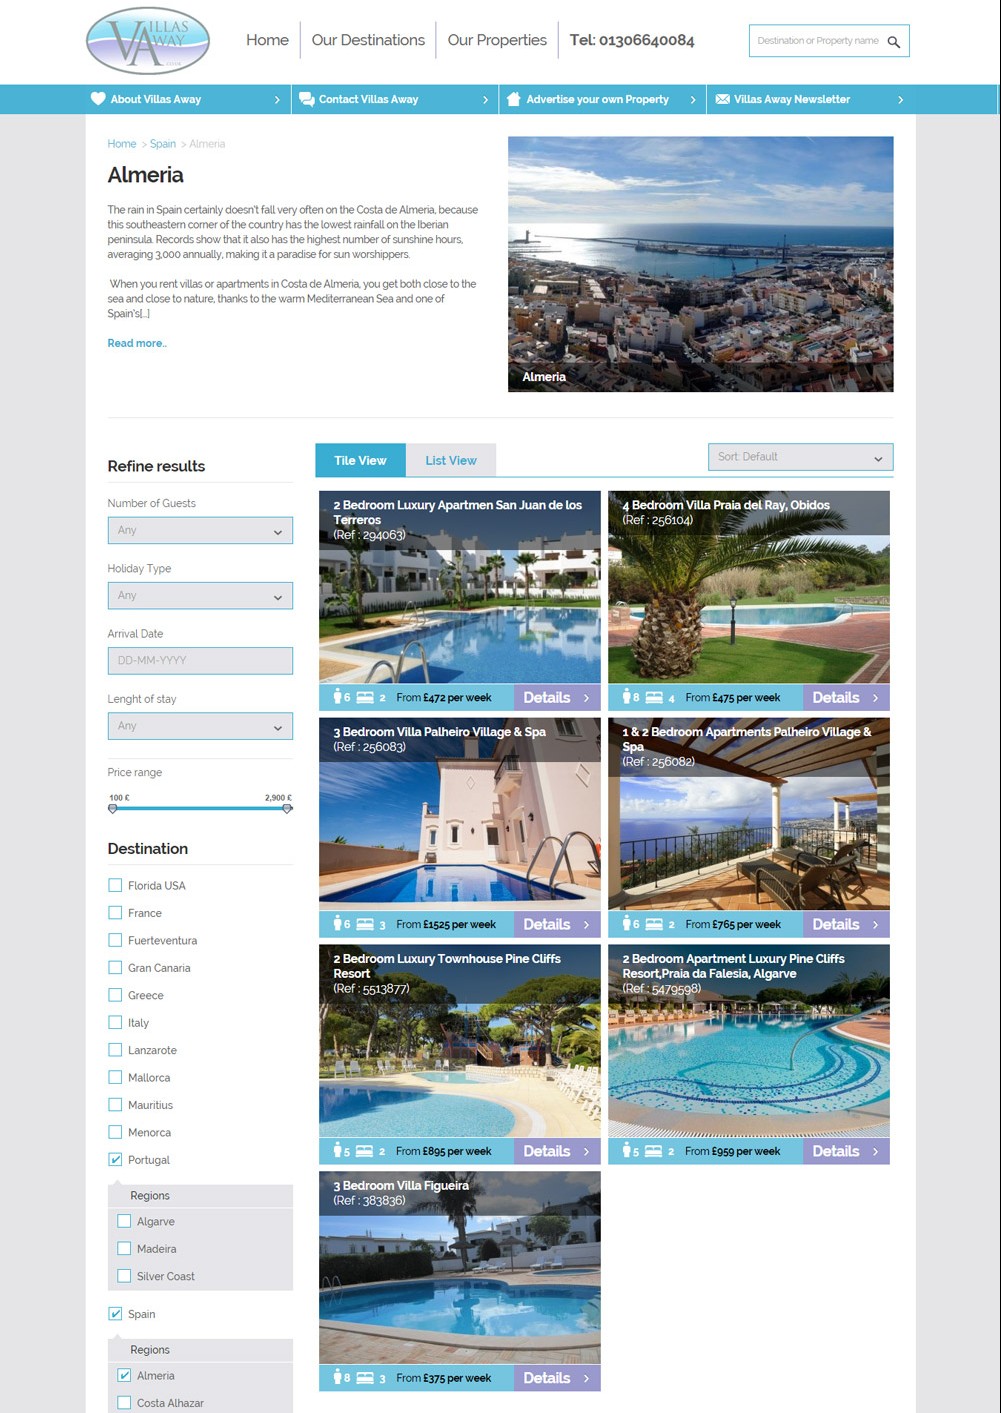 VILLAS
AWAY
.COM
Home
Our Destinations
Our Properties
Tel: 01306640084
Destination or Property name
About Villas Away
Contact Villas Away
Advertise your own Property
Villas Away Newsletter
Home > Spain > Almeria
Almeria
The rain in Spain certainly doesn't fall very often on the Costa de Almeria, because
this southeastern corner of the country has the lowest rainfall on the Iberian
peninsula. Records show that it also has the highest number of sunshine hours,
averaging 3,000 annually, making it a paradise for sun worshippers.
When you rent villas or apartments in Costa de Almeria, you get both close to the
sea and close to nature, thanks to the warm Mediterranean Sea and one of
Spain's[...]
Read more..
Almeria
Refine results
Number of Guests
Any
Holiday Type
Any
Arrival Date
DD-MM-YYYY
Lenght of stay
Any
Price range
100 £
2,900 £
Destination
Florida USA
France
Fuerteventura
Gran Canaria
Greece
Italy
Lanzarote
Mallorca
Mauritius
Menorca
Portugal
Regions
Algarve
Madeira
Silver Coast
Spain
Regions
Almeria
Costa Alhazar
Tile View
List View
Sort: Default
2 Bedroom Luxury Apartmen San Juan de los
Terreros
(Ref : 294063)
6 2 From £472 per week Details
4 Bedroom Villa Praia del Ray, Obidos
(Ref : 256104)
8 4 From £475 per week Details
3 Bedroom Villa Palheiro Village & Spa
(Ref : 256083)
6 3 From £1525 per week Details
1 & 2 Bedroom Apartments Palheiro Village &
Spa
(Ref : 256082)
6 2 From £765 per week Details
2 Bedroom Luxury Townhouse Pine Cliffs
Resort
(Ref : 5513877)
5 2 From £895 per week Details
2 Bedroom Apartment Luxury Pine Cliffs
Resort,Praia da Falesia, Algarve
(Ref : 5479598)
5 2 From £959 per week Details
3 Bedroom Villa Figueira
(Ref : 383836)
8 3 From £375 per week Details